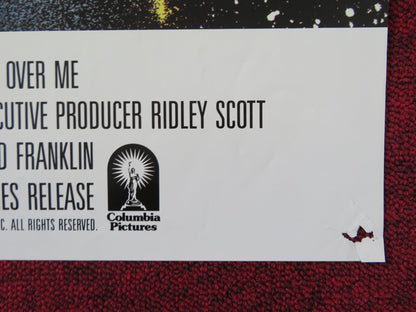 OVER ME
CUTIVE PRODUCER RIDLEY SCOTT
D FRANKLIN
ES RELEASE
C. ALL RIGHTS RESERVED.
Columbia
Pictures